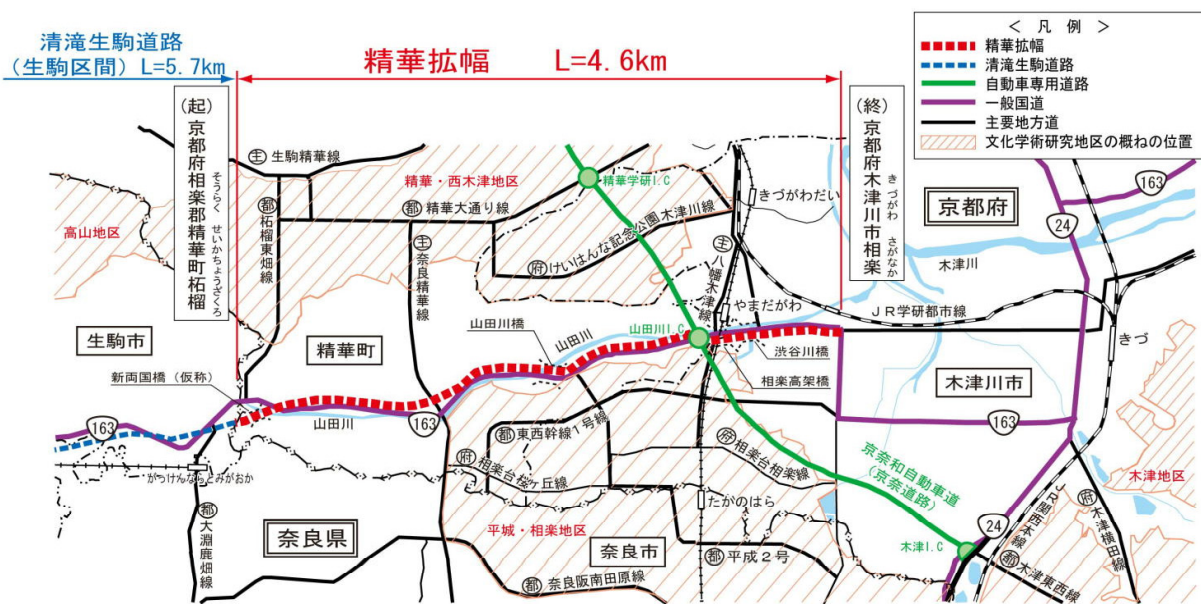 清滝生駒道路
(生駒区間) L=5.7km
精華拡幅 L=4.6km
＜ 凡 例 ＞
精華拡幅
清滝生駒道路
自動車専用道路
一般国道
主要地方道
文化学術研究地区の概ねの位置
(起)京都府相楽郡精華町柘榴
そうらく せいかちょうざくろ
(終)京都府木津川市相楽
きづがわ さがなか
主 生駒精華線
精華・西木津地区
精華学研I.C
都 精華大通り線
きづがわだい
163
京都府
24
高山地区
都 柘榴東畑線
主 奈良精華線
府 けいはんな記念公園木津川線
主 八幡木津線
木津川
やまだがわ
JR学研都市線
山田川橋
山田川
山田川I.C
生駒市
精華町
渋谷川橋
きづ
新両国橋（仮称）
相楽高架橋
木津川市
山田川
163
163
163
都 東西幹線1号線
府 相楽台桜ヶ丘線
府 相楽台相楽線
京奈和自動車道
(京奈道路)
木津地区
がっけんならとみがおか
たかのはら
JR関西本線
府 木津横田線
都 大淵鹿畑線
奈良県
平城・相楽地区
奈良市
都 平成2号
24
木津I.C
都 木津東西線
都 奈良阪南田原線